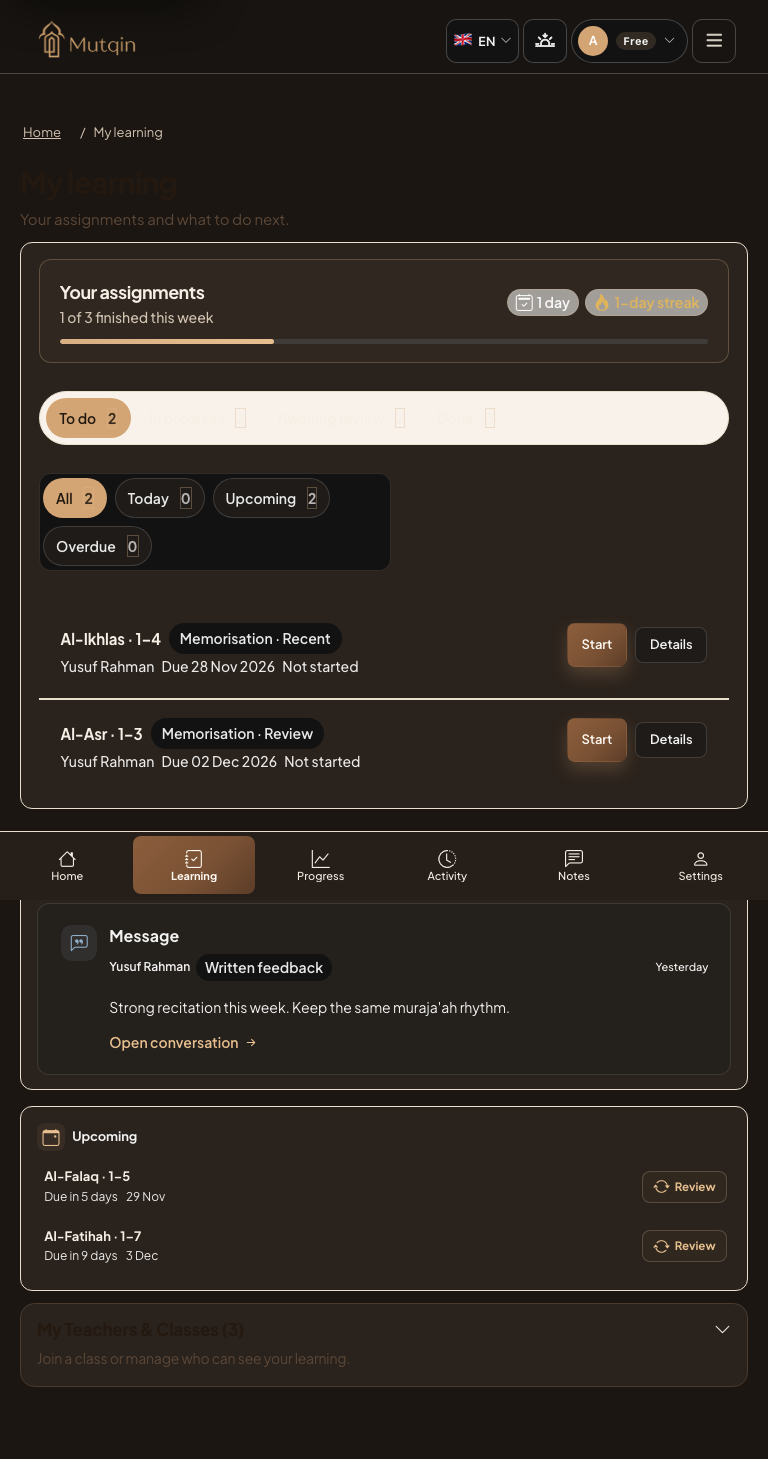 Mutqin
EN
A Free
Home / My learning
My learning
Your assignments and what to do next.
Your assignments
1 of 3 finished this week
1 day
1-day streak
To do 2
Awaiting review
Done
All 2
Today 0
Upcoming 2
Overdue 0
Al-Ikhlas · 1–4 Memorisation · Recent
Yusuf Rahman Due 28 Nov 2026 Not started
Start Details
Al-Asr · 1–3 Memorisation · Review
Yusuf Rahman Due 02 Dec 2026 Not started
Start Details
Home Learning Progress Activity Notes Settings
Message
Yusuf Rahman Written feedback Yesterday
Strong recitation this week. Keep the same muraja'ah rhythm.
Open conversation →
Upcoming
Al-Falaq · 1–5
Due in 5 days 29 Nov
Review
Al-Fatihah · 1–7
Due in 9 days 3 Dec
Review
My Teachers & Classes (3)
Join a class or manage who can see your learning.